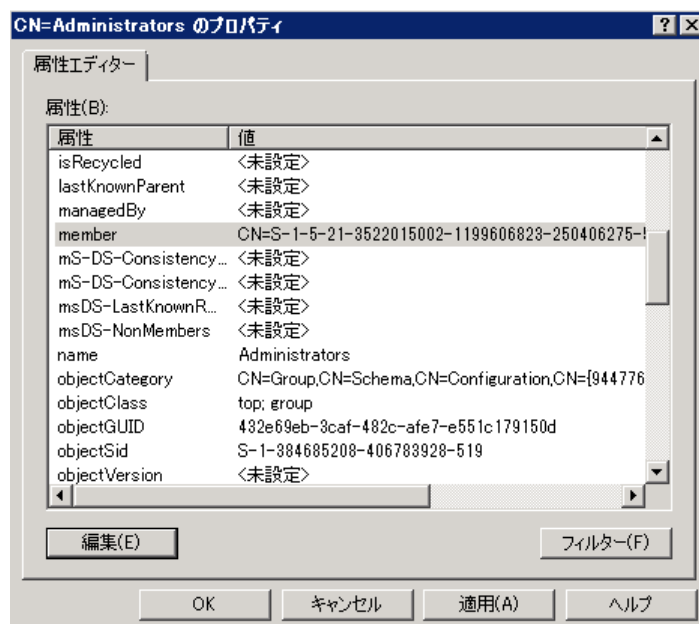 CN=Administrators のプロパティ
属性エディター
属性(B):
属性 値
isRecycled <未設定>
lastKnownParent <未設定>
managedBy <未設定>
member CN=S-1-5-21-3522015002-1199606823-250406275-5
mS-DS-Consistency... <未設定>
mS-DS-Consistency... <未設定>
msDS-LastKnownR... <未設定>
msDS-NonMembers <未設定>
name Administrators
objectCategory CN=Group,CN=Schema,CN=Configuration,CN={944776
objectClass top; group
objectGUID 432e69eb-3caf-482c-afe7-e551c179150d
objectSid S-1-384685208-406783928-519
objectVersion <未設定>
編集(E) フィルター(F)
OK キャンセル 適用(A) ヘルプ